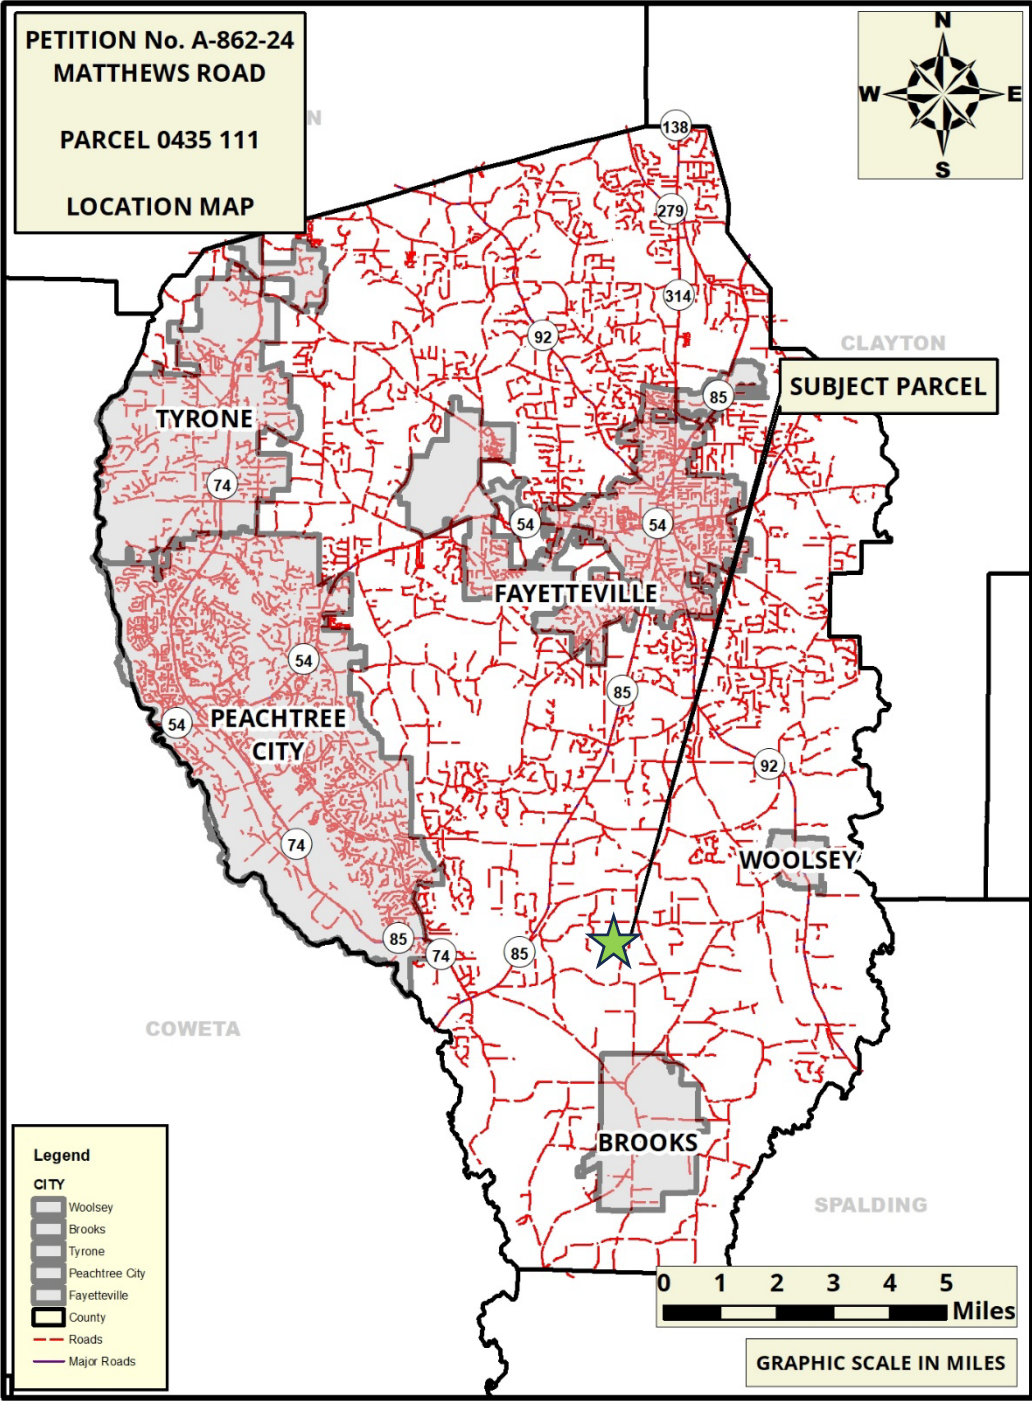 PETITION No. A-862-24
MATTHEWS ROAD
PARCEL 0435 111
LOCATION MAP
N
W
E
S
N
138
279
314
92
CLAYTON
SUBJECT PARCEL
85
TYRONE
74
54
54
FAYETTEVILLE
54
85
54
PEACHTREE
CITY
92
74
WOOLSEY
85
74
85
COWETA
BROOKS
SPALDING
Legend
CITY
Woolsey
Brooks
Tyrone
Peachtree City
Fayetteville
County
Roads
Major Roads
0 1 2 3 4 5
Miles
GRAPHIC SCALE IN MILES